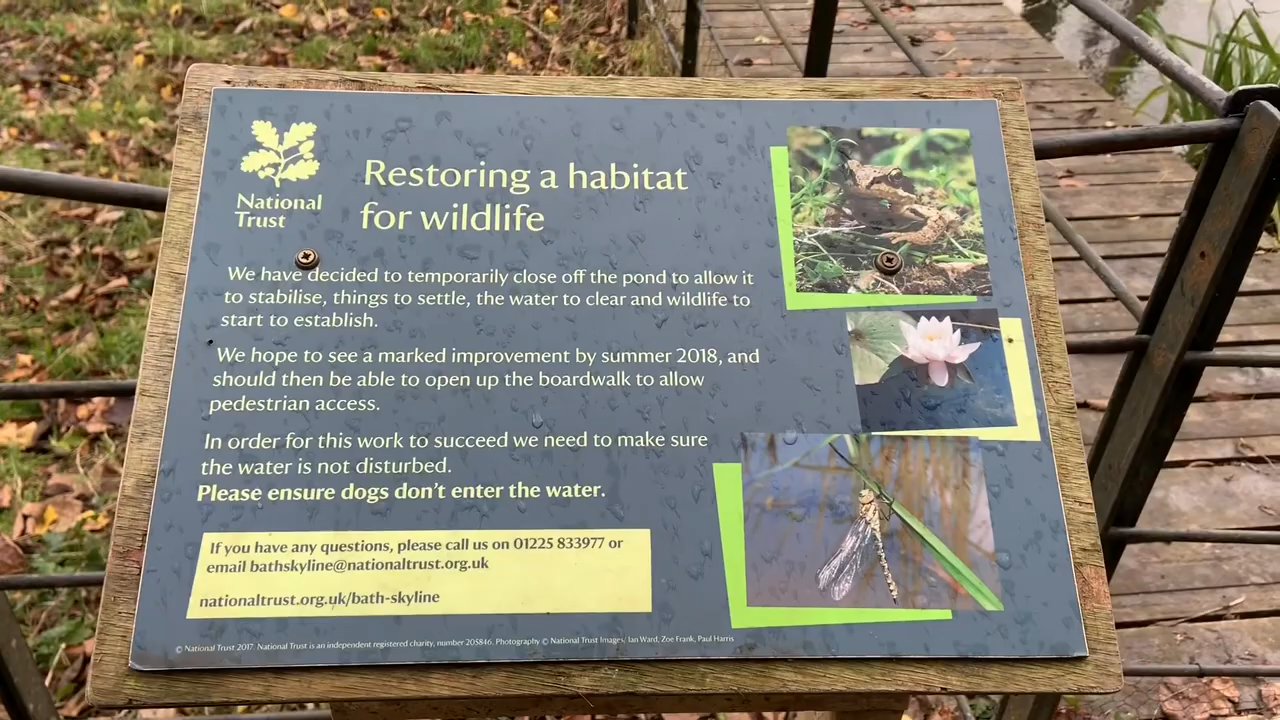 National
Trust
Restoring a habitat
for wildlife
We have decided to temporarily close off the pond to allow it
to stabilise, things to settle, the water to clear and wildlife to
start to establish.
We hope to see a marked improvement by summer 2018, and
should then be able to open up the boardwalk to allow
pedestrian access.
In order for this work to succeed we need to make sure
the water is not disturbed.
Please ensure dogs don't enter the water.
If you have any questions, please call us on 01225 833977 or
email bathskyline@nationaltrust.org.uk
nationaltrust.org.uk/bath-skyline
© National Trust 2017. National Trust is an independent registered charity, number 205846. Photography © National Trust Images/ Ian Ward, Zoe Frank, Paul Harris